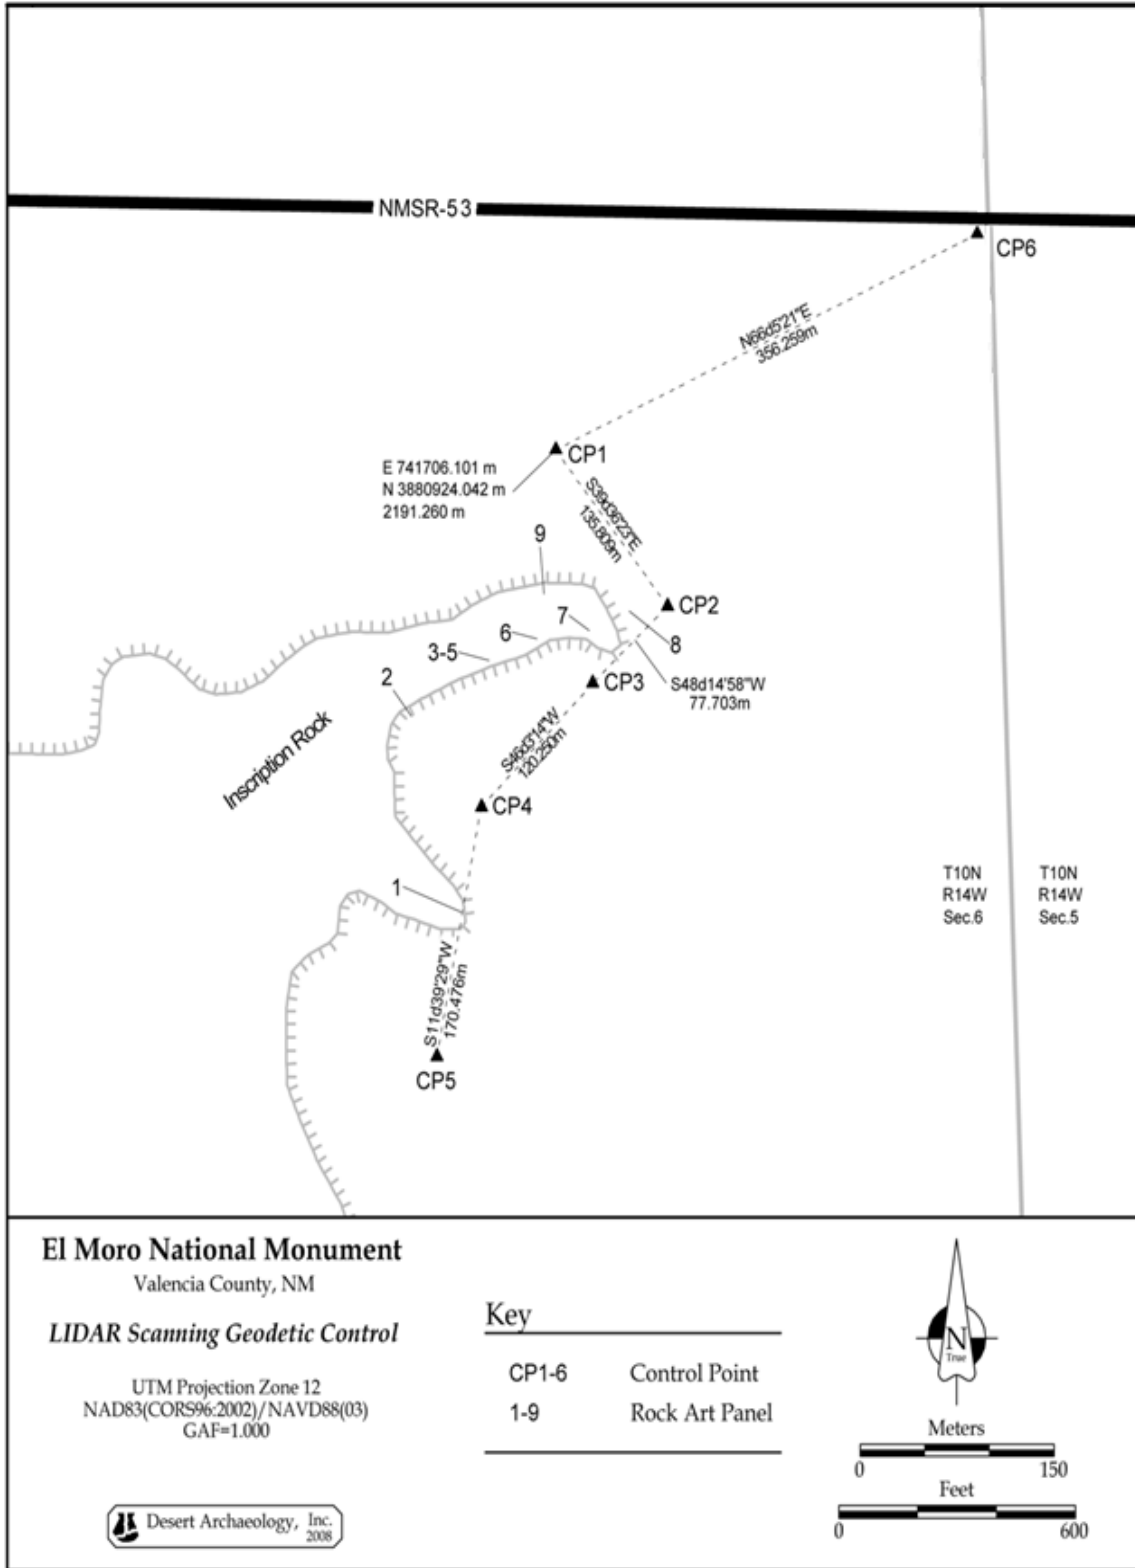 NMSR-53
CP6
N66d5'21"E
356.259m
CP1
E 741706.101 m
N 3880924.042 m
2191.260 m
S39d36'23"E
135.809m
9
CP2
7
6
8
3-5
CP3
S48d14'58"W
77.703m
2
S46d3'14"W
120.250m
Inscription Rock
CP4
T10N
R14W
Sec.6
T10N
R14W
Sec.5
1
S11d39'29"W
170.476m
CP5
El Moro National Monument
Valencia County, NM
LIDAR Scanning Geodetic Control
UTM Projection Zone 12
NAD83(CORS96:2002)/NAVD88(03)
GAF=1.000
Desert Archaeology, Inc.
2008
Key
CP1-6 Control Point
1-9 Rock Art Panel
N
True
Meters
0 150
Feet
0 600